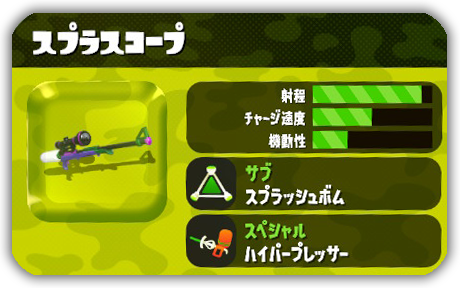 スプラスコープ
射程
チャージ速度
機動性
サブ
スプラッシュボム
スペシャル
ハイパープレッサー